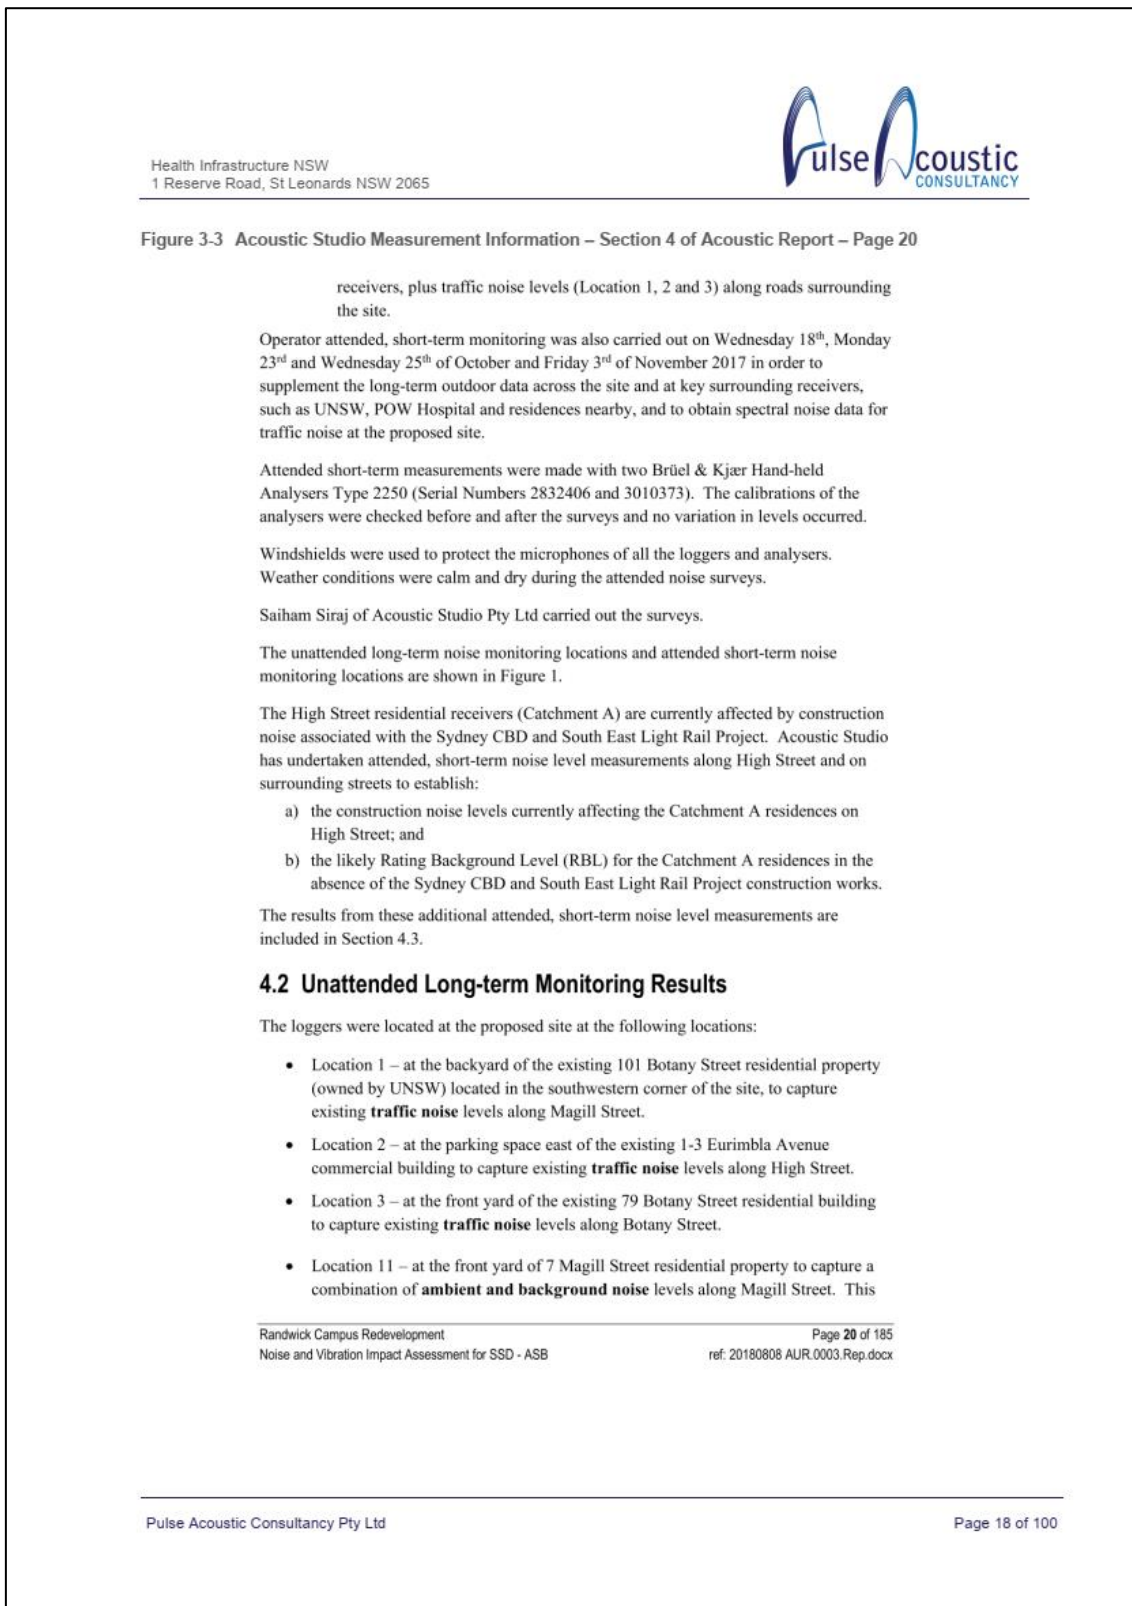 Health Infrastructure NSW
1 Reserve Road, St Leonards NSW 2065
Pulse Acoustic
CONSULTANCY
Figure 3-3 Acoustic Studio Measurement Information – Section 4 of Acoustic Report – Page 20
receivers, plus traffic noise levels (Location 1, 2 and 3) along roads surrounding
the site.
Operator attended, short-term monitoring was also carried out on Wednesday 18th, Monday
23rd and Wednesday 25th of October and Friday 3rd of November 2017 in order to
supplement the long-term outdoor data across the site and at key surrounding receivers,
such as UNSW, POW Hospital and residences nearby, and to obtain spectral noise data for
traffic noise at the proposed site.
Attended short-term measurements were made with two Brüel & Kjær Hand-held
Analysers Type 2250 (Serial Numbers 2832406 and 3010373). The calibrations of the
analysers were checked before and after the surveys and no variation in levels occurred.
Windshields were used to protect the microphones of all the loggers and analysers.
Weather conditions were calm and dry during the attended noise surveys.
Saiham Siraj of Acoustic Studio Pty Ltd carried out the surveys.
The unattended long-term noise monitoring locations and attended short-term noise
monitoring locations are shown in Figure 1.
The High Street residential receivers (Catchment A) are currently affected by construction
noise associated with the Sydney CBD and South East Light Rail Project. Acoustic Studio
has undertaken attended, short-term noise level measurements along High Street and on
surrounding streets to establish:
a) the construction noise levels currently affecting the Catchment A residences on
High Street; and
b) the likely Rating Background Level (RBL) for the Catchment A residences in the
absence of the Sydney CBD and South East Light Rail Project construction works.
The results from these additional attended, short-term noise level measurements are
included in Section 4.3.
4.2 Unattended Long-term Monitoring Results
The loggers were located at the proposed site at the following locations:
• Location 1 – at the backyard of the existing 101 Botany Street residential property
(owned by UNSW) located in the southwestern corner of the site, to capture
existing traffic noise levels along Magill Street.
• Location 2 – at the parking space east of the existing 1-3 Eurimbla Avenue
commercial building to capture existing traffic noise levels along High Street.
• Location 3 – at the front yard of the existing 79 Botany Street residential building
to capture existing traffic noise levels along Botany Street.
• Location 11 – at the front yard of 7 Magill Street residential property to capture a
combination of ambient and background noise levels along Magill Street. This
Randwick Campus Redevelopment Page 20 of 185
Noise and Vibration Impact Assessment for SSD - ASB ref: 20180808 AUR.0003.Rep.docx
Pulse Acoustic Consultancy Pty Ltd Page 18 of 100